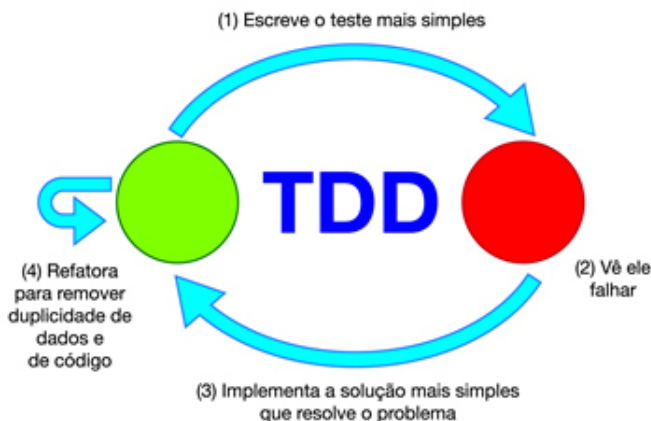 (1) Escreve o teste mais simples
TDD
(2) Vê ele
falhar
(3) Implementa a solução mais simples
que resolve o problema
(4) Refatora
para remover
duplicidade de
dados e
de código